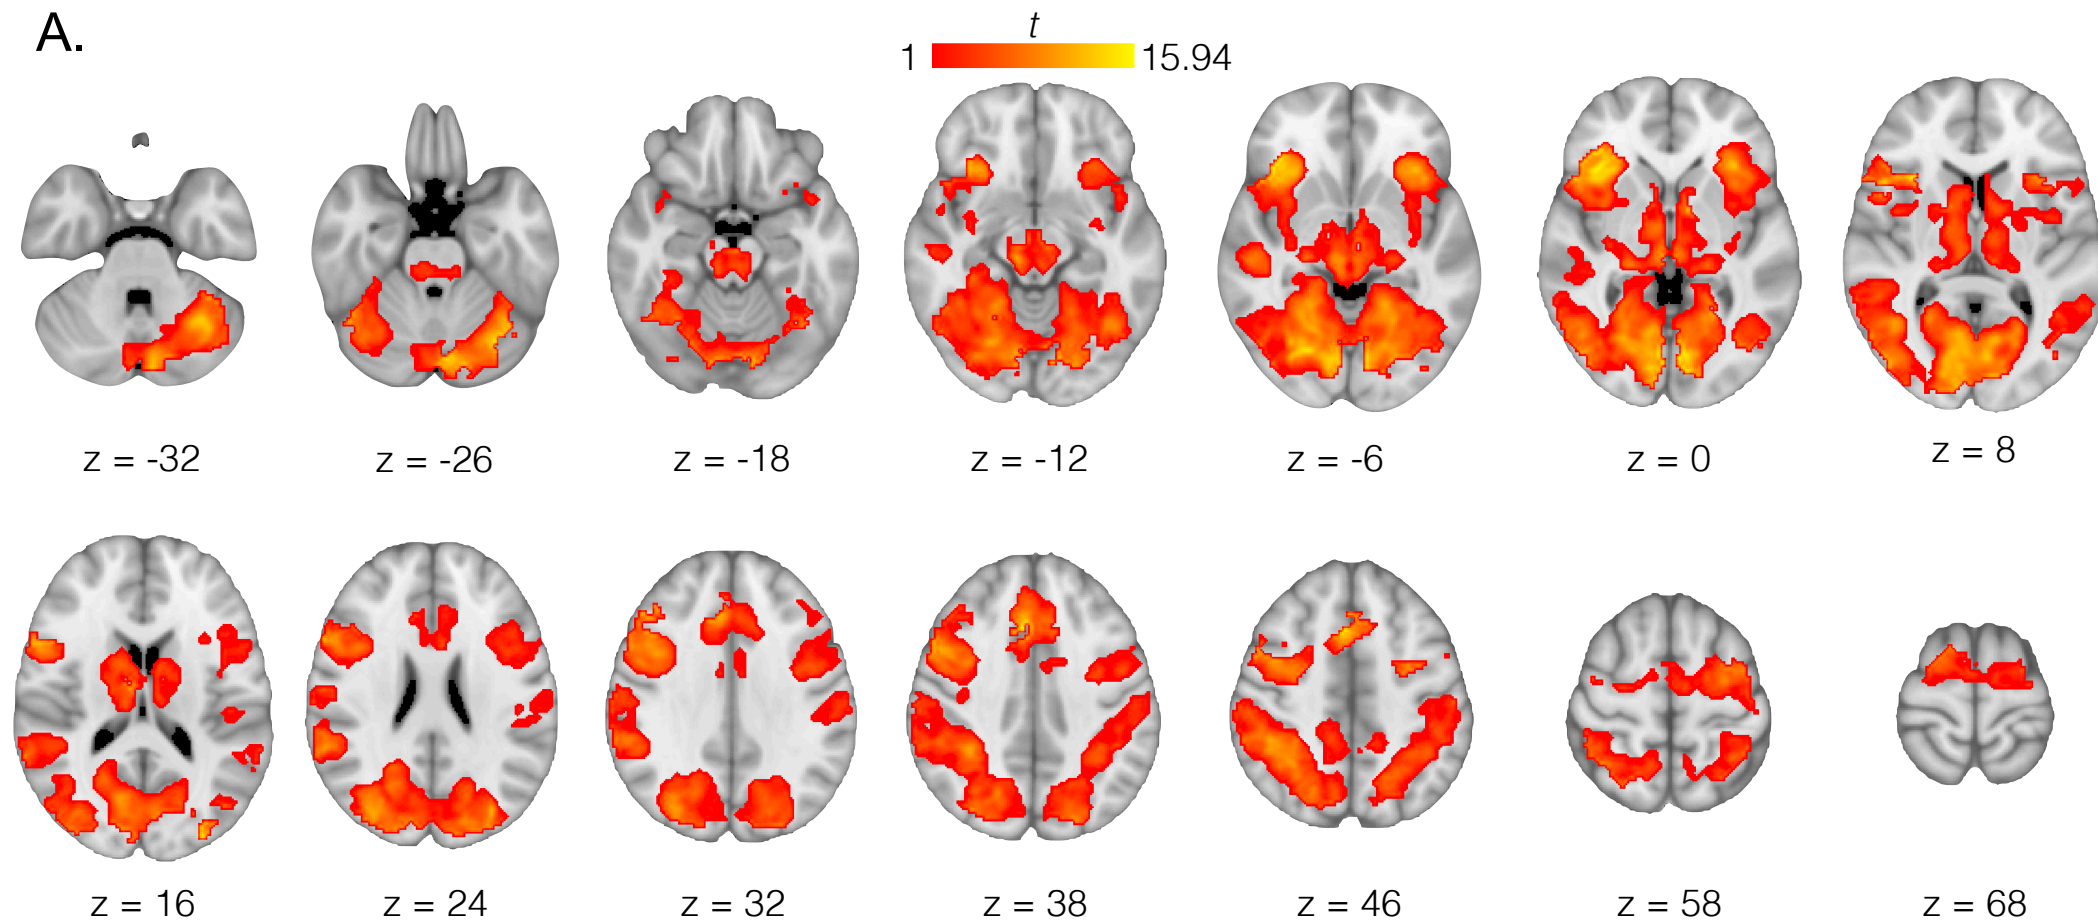 A.
t
1 15.94
z = -32 z = -26 z = -18 z = -12 z = -6 z = 0 z = 8
z = 16 z = 24 z = 32 z = 38 z = 46 z = 58 z = 68